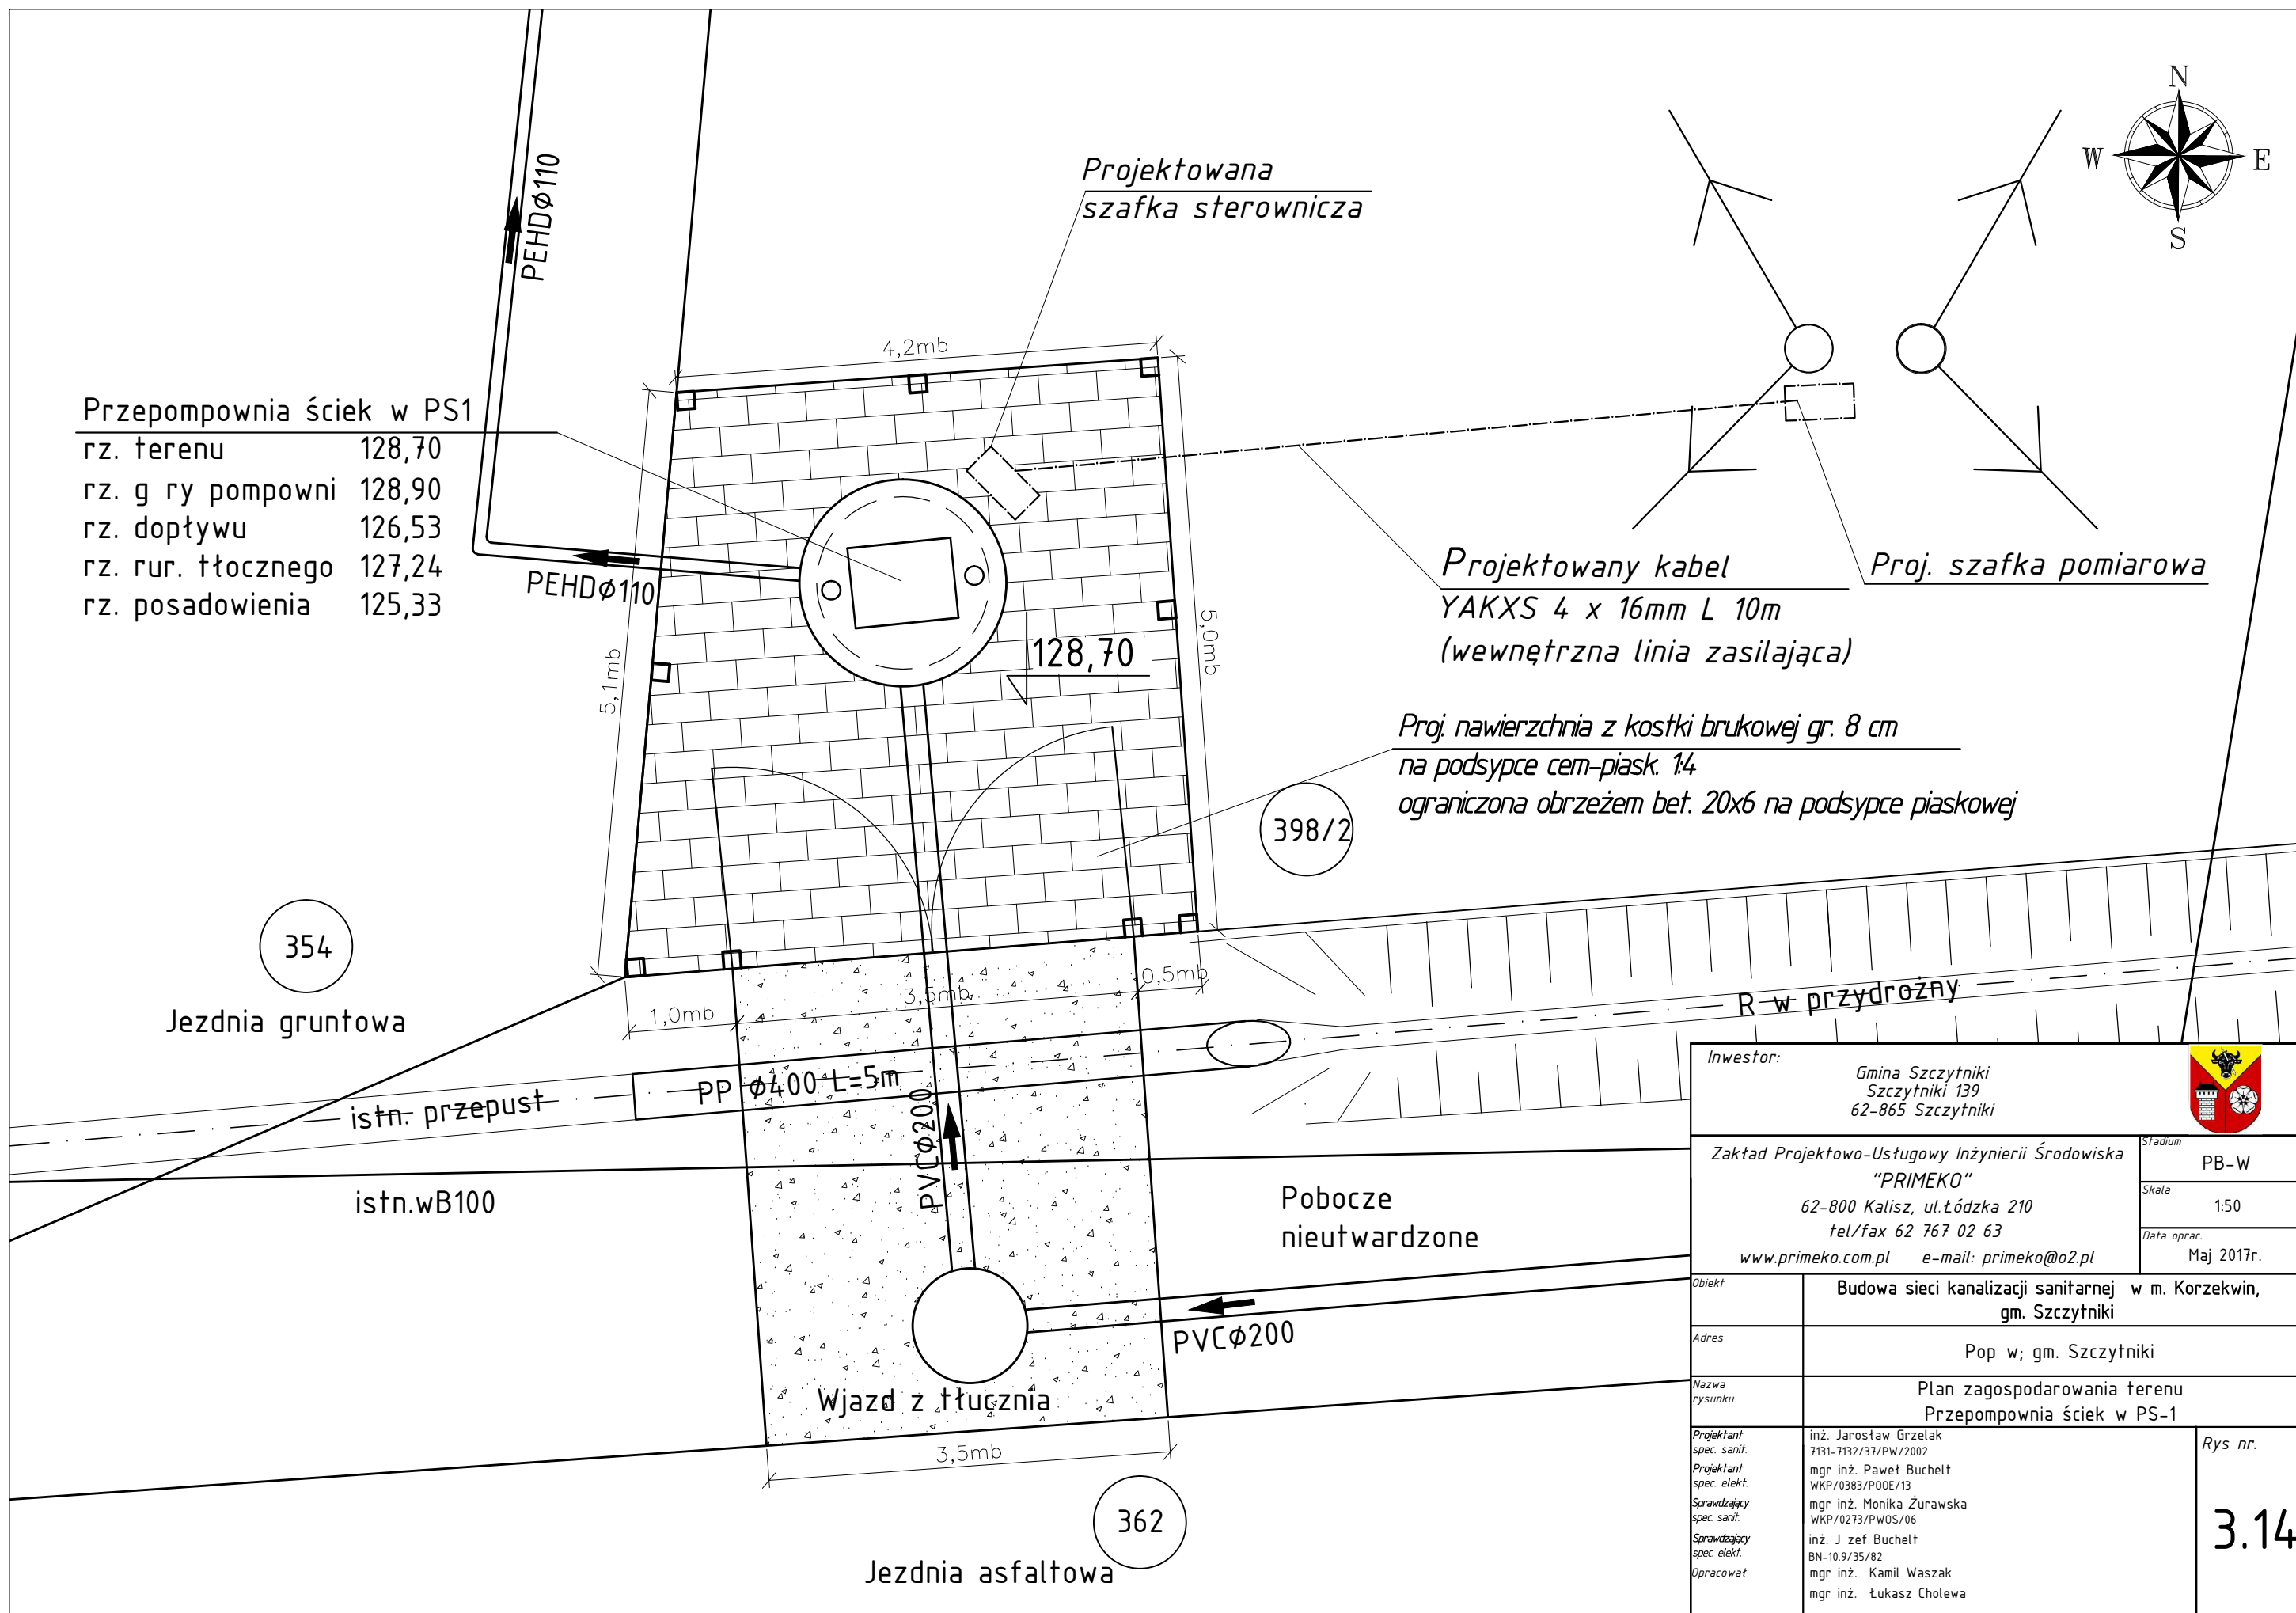 N
W
E
S
PEHDφ110
Projektowana
szafka sterownicza
4,2mb
Przepompownia ściek w PS1
rz. terenu 128,70
rz. g ry pompowni 128,90
rz. dopływu 126,53
rz. rur. tłocznego 127,24
rz. posadowienia 125,33
PEHDφ110
5,1mb
5,0mb
128,70
Projektowany kabel
YAKXS 4 x 16mm L 10m
(wewnętrzna linia zasilająca)
Proj. szafka pomiarowa
Proj. nawierzchnia z kostki brukowej gr. 8 cm
na podsypce cem-piask. 1:4
ograniczona obrzeżem bet. 20x6 na podsypce piaskowej
398/2
354
Jezdnia gruntowa
1,0mb
3,5mb
0,5mb
R w przydrożny
istn. przepust
PP φ400 L=5m
PVCφ200
istn.wB100
Pobocze
nieutwardzone
PVCφ200
Wjazd z tłucznia
3,5mb
362
Jezdnia asfaltowa
Inwestor:
Gmina Szczytniki
Szczytniki 139
62-865 Szczytniki
Zakład Projektowo-Usługowy Inżynierii Środowiska
"PRIMEKO"
62-800 Kalisz, ul.Łódzka 210
tel/fax 62 767 02 63
www.primeko.com.pl e-mail: primeko@o2.pl
Stadium
PB-W
Skala
1:50
Data oprac.
Maj 2017r.
Obiekt
Budowa sieci kanalizacji sanitarnej w m. Korzekwin,
gm. Szczytniki
Adres
Pop w; gm. Szczytniki
Nazwa
rysunku
Plan zagospodarowania terenu
Przepompownia ściek w PS-1
Projektant
spec. sanit.
inż. Jarosław Grzelak
7131-7132/37/PW/2002
Projektant
spec. elekt.
mgr inż. Paweł Buchelt
WKP/0383/POOE/13
Sprawdzający
spec. sanit.
mgr inż. Monika Żurawska
WKP/0273/PWOS/06
Sprawdzający
spec. elekt.
inż. J zef Buchelt
BN-10.9/35/82
Opracował
mgr inż. Kamil Waszak
mgr inż. Łukasz Cholewa
Rys nr.
3.14